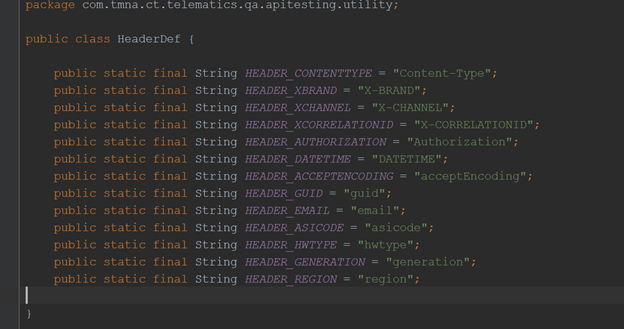 package com.tmna.ct.telematics.qa.apitesting.utility;
public class HeaderDef {
public static final String HEADER_CONTENTTYPE = "Content-Type";
public static final String HEADER_XBRAND = "X-BRAND";
public static final String HEADER_XCHANNEL = "X-CHANNEL";
public static final String HEADER_XCORRELATIONID = "X-CORRELATIONID";
public static final String HEADER_AUTHORIZATION = "Authorization";
public static final String HEADER_DATETIME = "DATETIME";
public static final String HEADER_ACCEPTENCODING = "acceptEncoding";
public static final String HEADER_GUID = "guid";
public static final String HEADER_EMAIL = "email";
public static final String HEADER_ASICODE = "asicode";
public static final String HEADER_HWTYPE = "hwtype";
public static final String HEADER_GENERATION = "generation";
public static final String HEADER_REGION = "region";
}